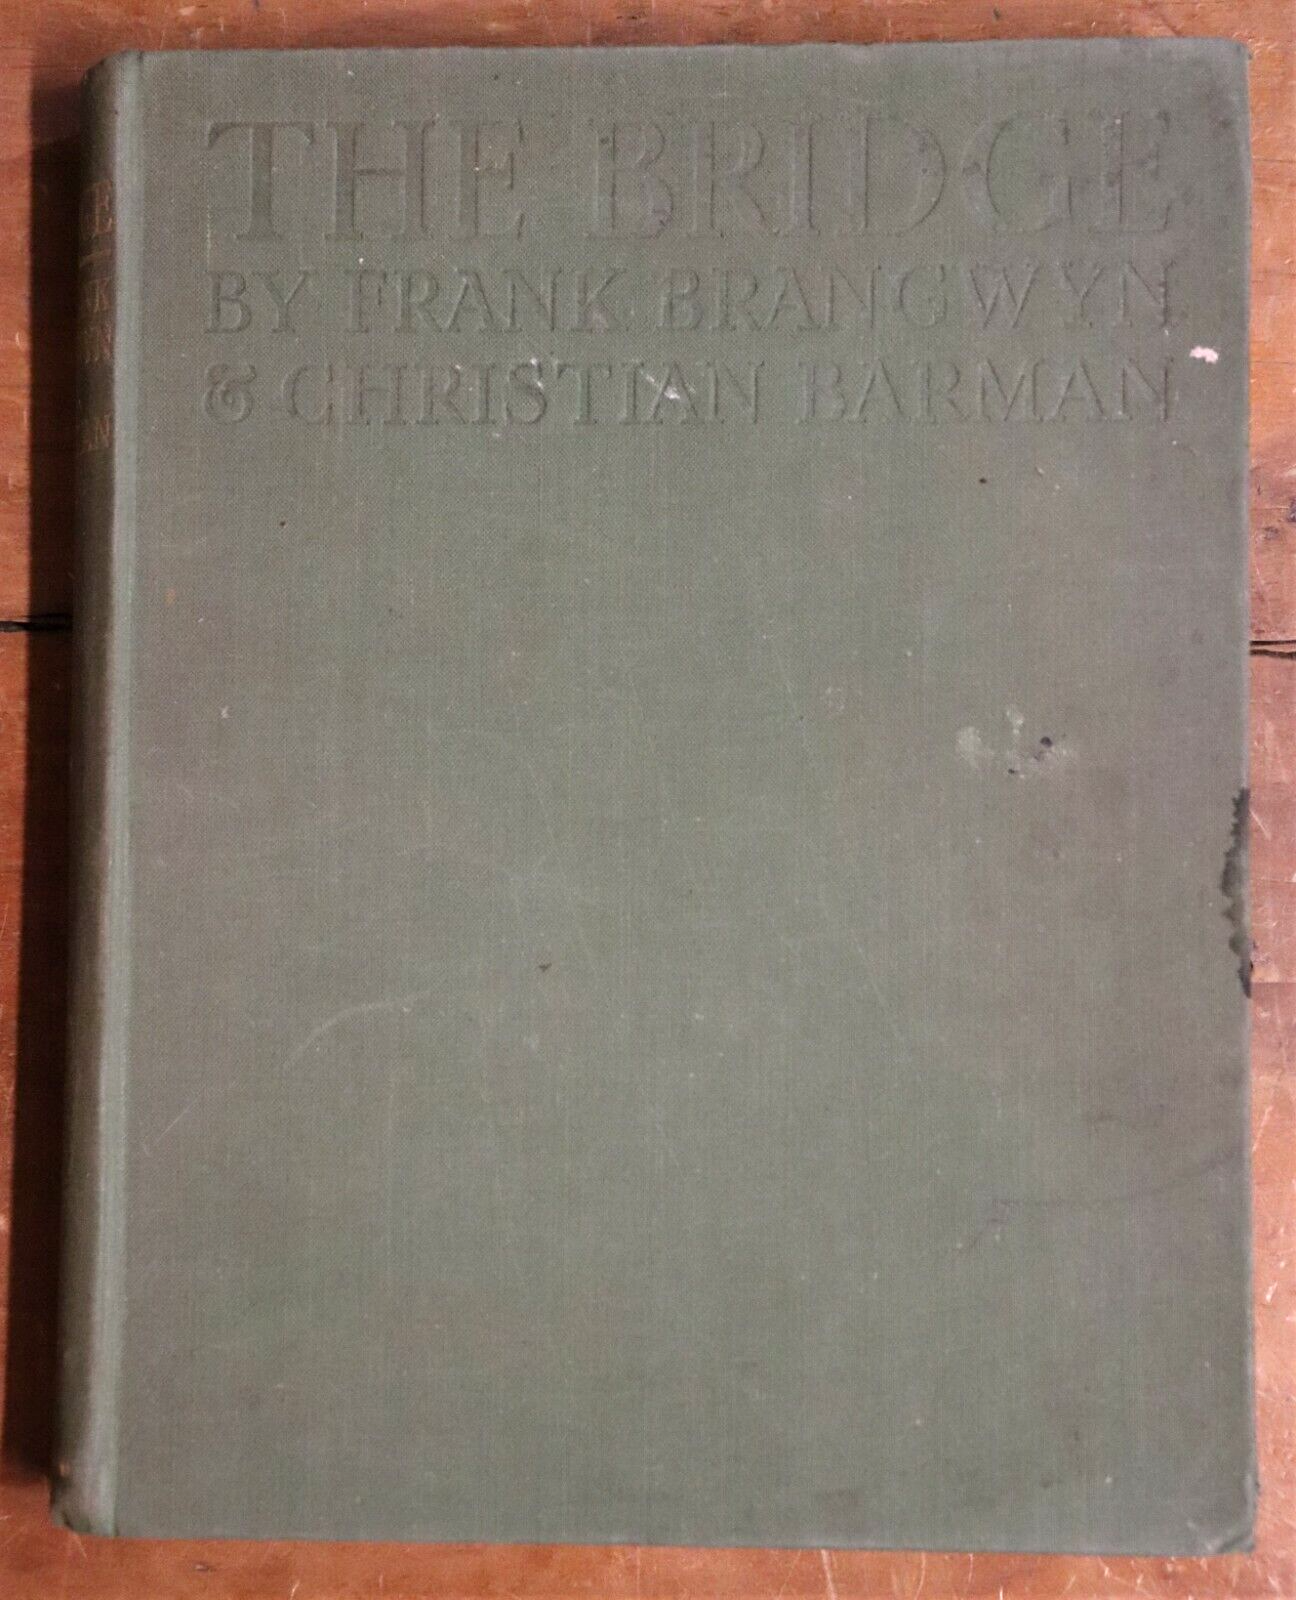 THE BRIDGE
BY FRANK BRANGWYN
& CHRISTIAN BARMAN